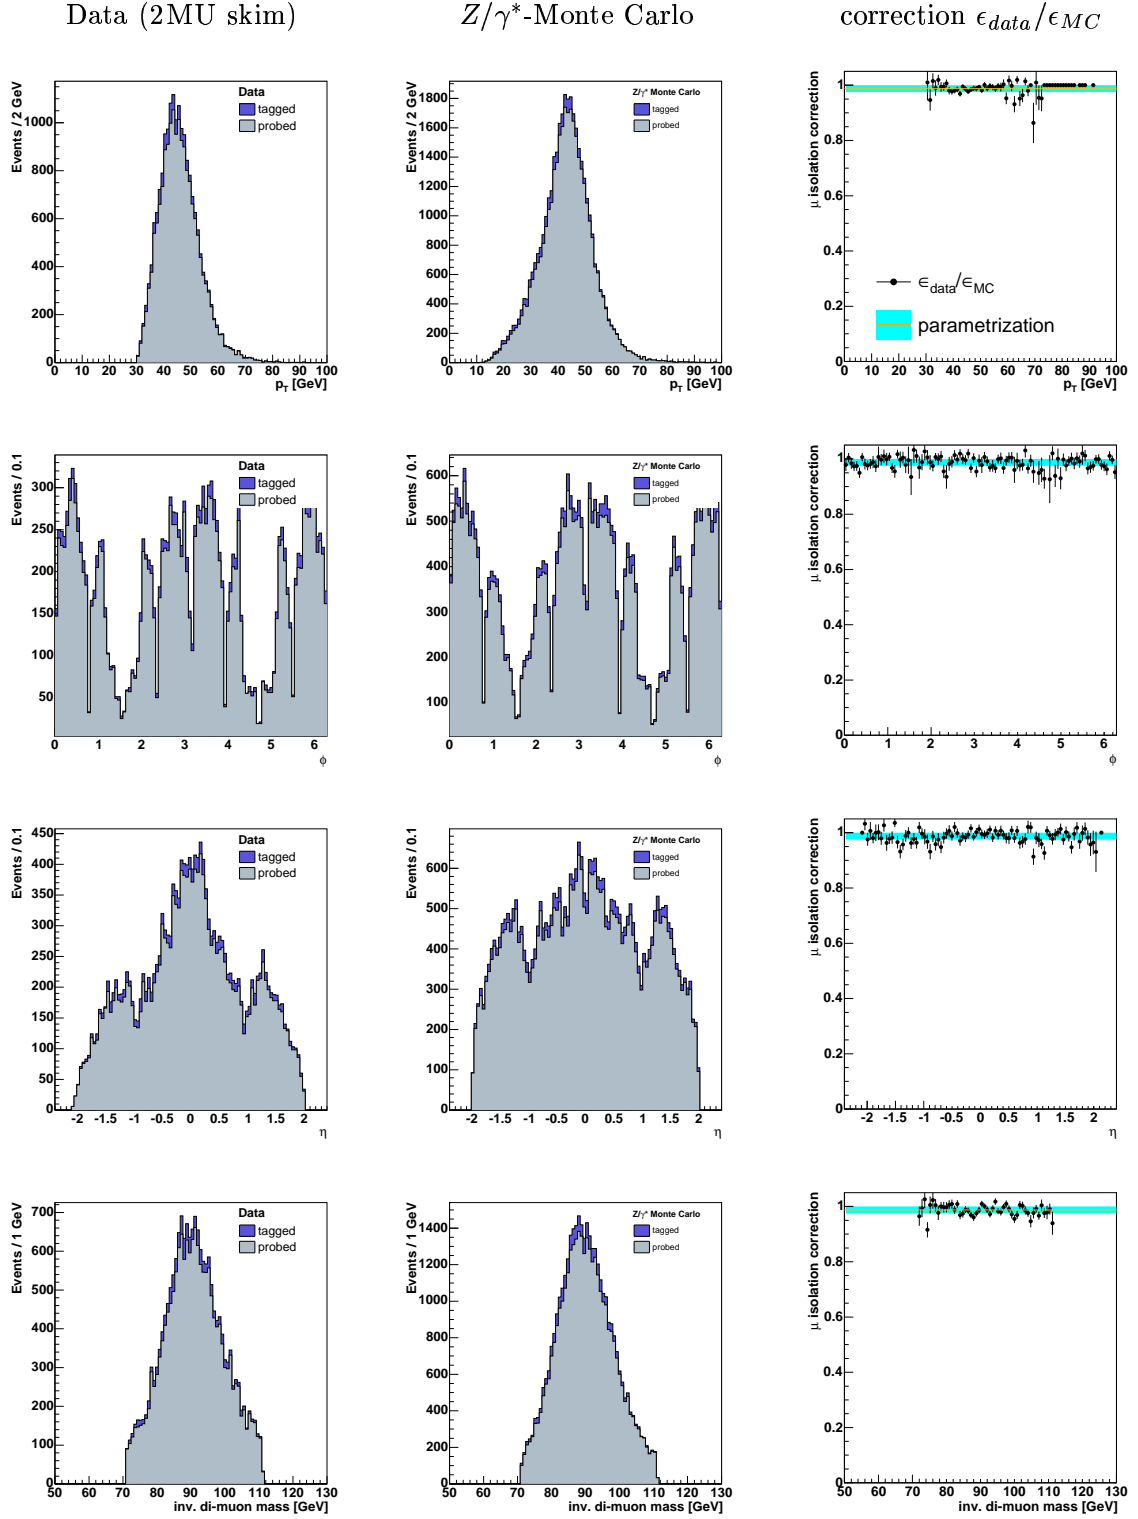 Data (2MU skim)
Z/γ*-Monte Carlo
correction ϵdata/ϵMC
Events / 2 GeV
1000
800
600
400
200
0
Data
tagged
probed
0 10 20 30 40 50 60 70 80 90 100
pT [GeV]
Events / 2 GeV
1800
1600
1400
1200
1000
800
600
400
200
0
Z/γ* Monte Carlo
tagged
probed
0 10 20 30 40 50 60 70 80 90 100
pT [GeV]
μ isolation correction
1
0.8
0.6
0.4
0.2
0
ϵdata/ϵMC
parametrization
0 10 20 30 40 50 60 70 80 90 100
pT [GeV]
Events / 0.1
300
250
200
150
100
50
Data
tagged
probed
0 1 2 3 4 5 6
ϕ
Events / 0.1
600
500
400
300
200
100
Z/γ* Monte Carlo
tagged
probed
0 1 2 3 4 5 6
ϕ
μ isolation correction
1
0.8
0.6
0.4
0.2
0
0 1 2 3 4 5 6
ϕ
Events / 0.1
450
400
350
300
250
200
150
100
50
0
Data
tagged
probed
-2 -1.5 -1 -0.5 0 0.5 1 1.5 2
η
Events / 0.1
600
500
400
300
200
100
0
Z/γ* Monte Carlo
tagged
probed
-2 -1.5 -1 -0.5 0 0.5 1 1.5 2
η
μ isolation correction
1
0.8
0.6
0.4
0.2
0
-2 -1.5 -1 -0.5 0 0.5 1 1.5 2
η
Events / 1 GeV
700
600
500
400
300
200
100
0
Data
tagged
probed
50 60 70 80 90 100 110 120 130
inv. di-muon mass [GeV]
Events / 1 GeV
1400
1200
1000
800
600
400
200
0
Z/γ* Monte Carlo
tagged
probed
50 60 70 80 90 100 110 120 130
inv. di-muon mass [GeV]
μ isolation correction
1
0.8
0.6
0.4
0.2
0
50 60 70 80 90 100 110 120 130
inv. di-muon mass [GeV]